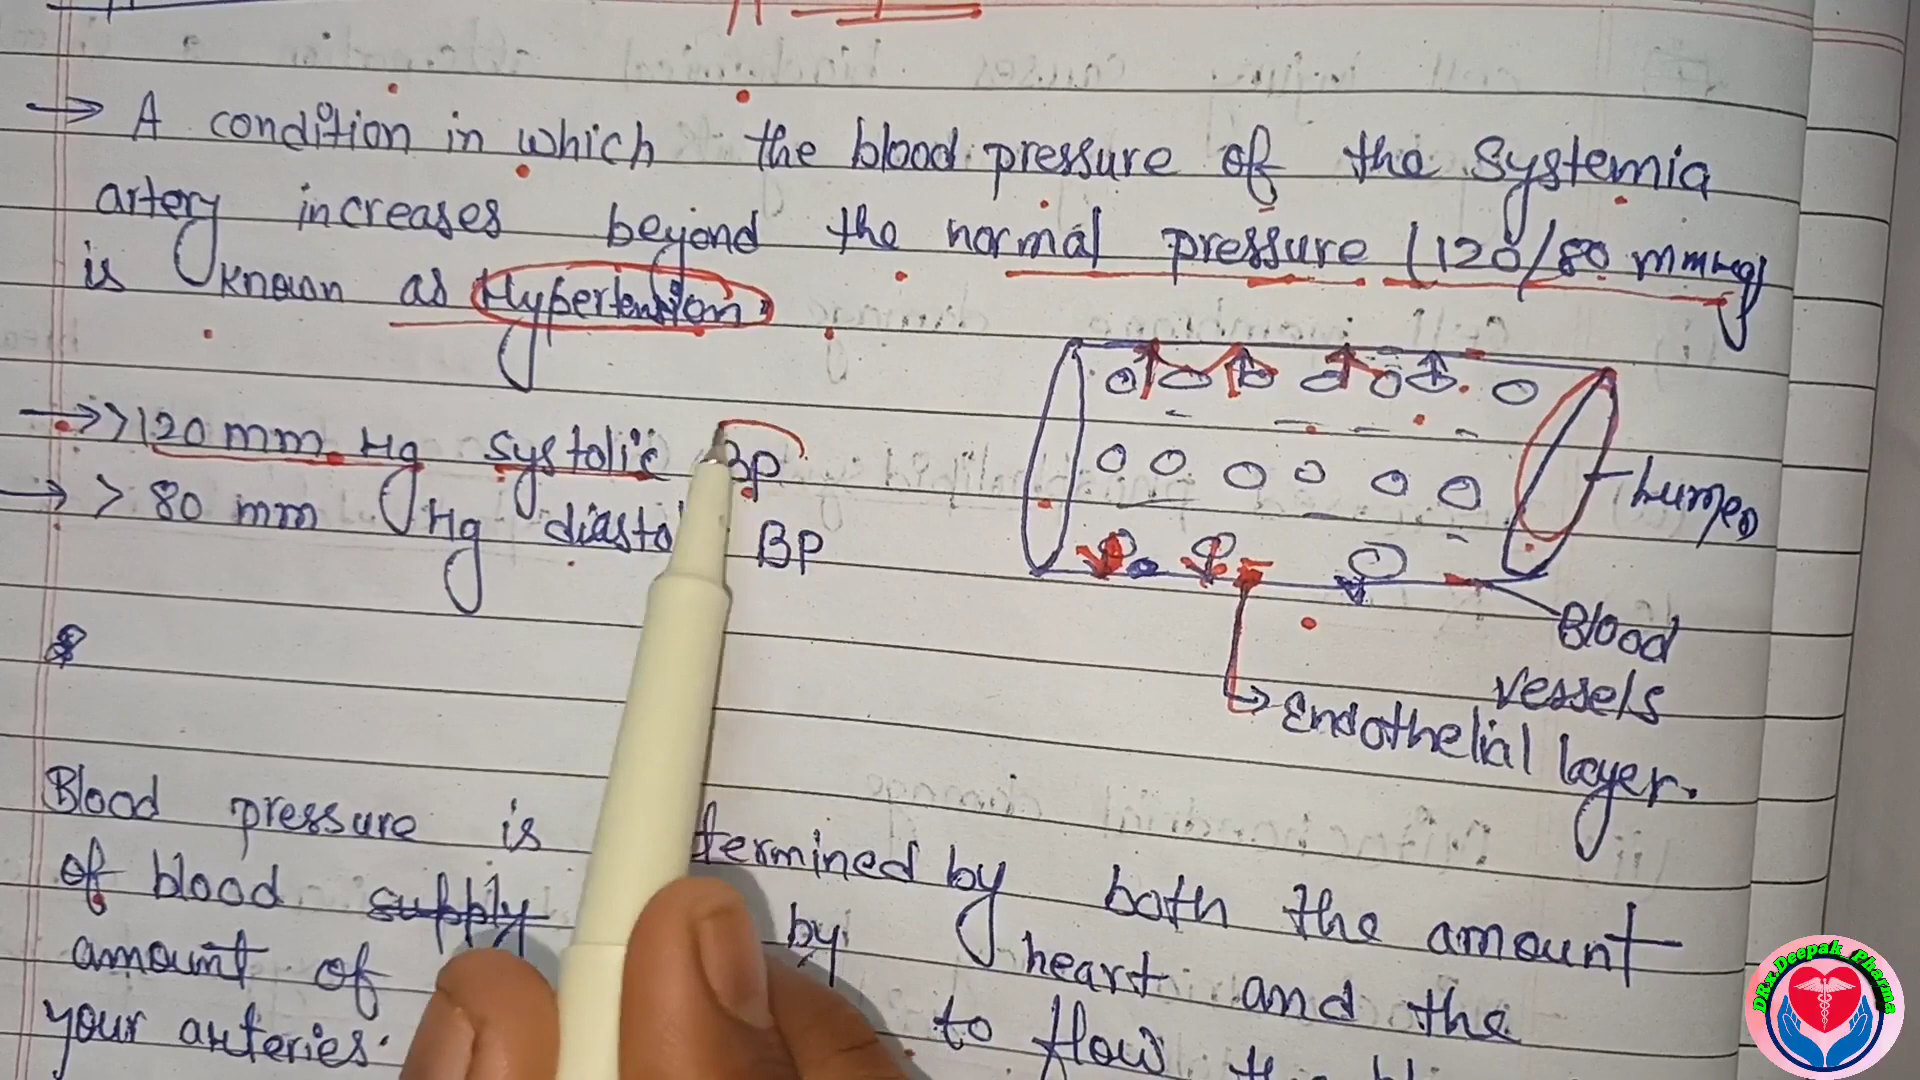 → A condition in which the blood pressure of the Systemic
artery increases beyond the normal pressure (120/80 mmHg)
is known as Hypertension.
→ >120 mm Hg systolic BP
→ > 80 mm Hg diastol BP
Lumen
Blood
vessels
→ Endothelial layer.
Blood pressure is termined by both the amount
of blood supply by heart and the
amount of to flow
your arteries.
DRx.Deepak Pharma